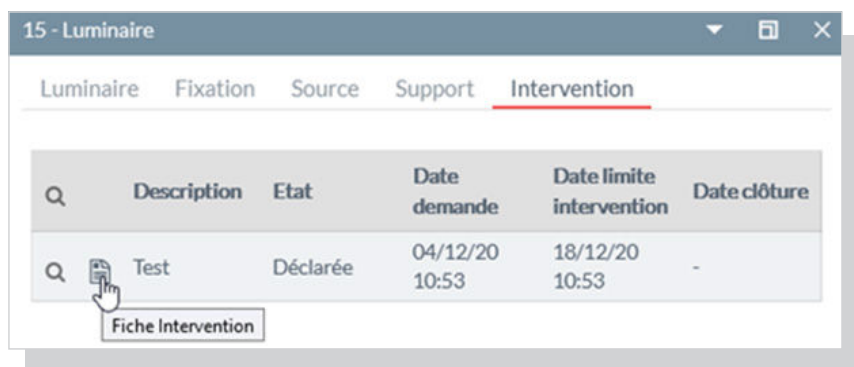 15 - Luminaire
Luminaire Fixation Source Support Intervention
Description Etat Date demande Date limite intervention Date clôture
Test Déclarée 04/12/20 10:53 18/12/20 10:53 -
Fiche Intervention